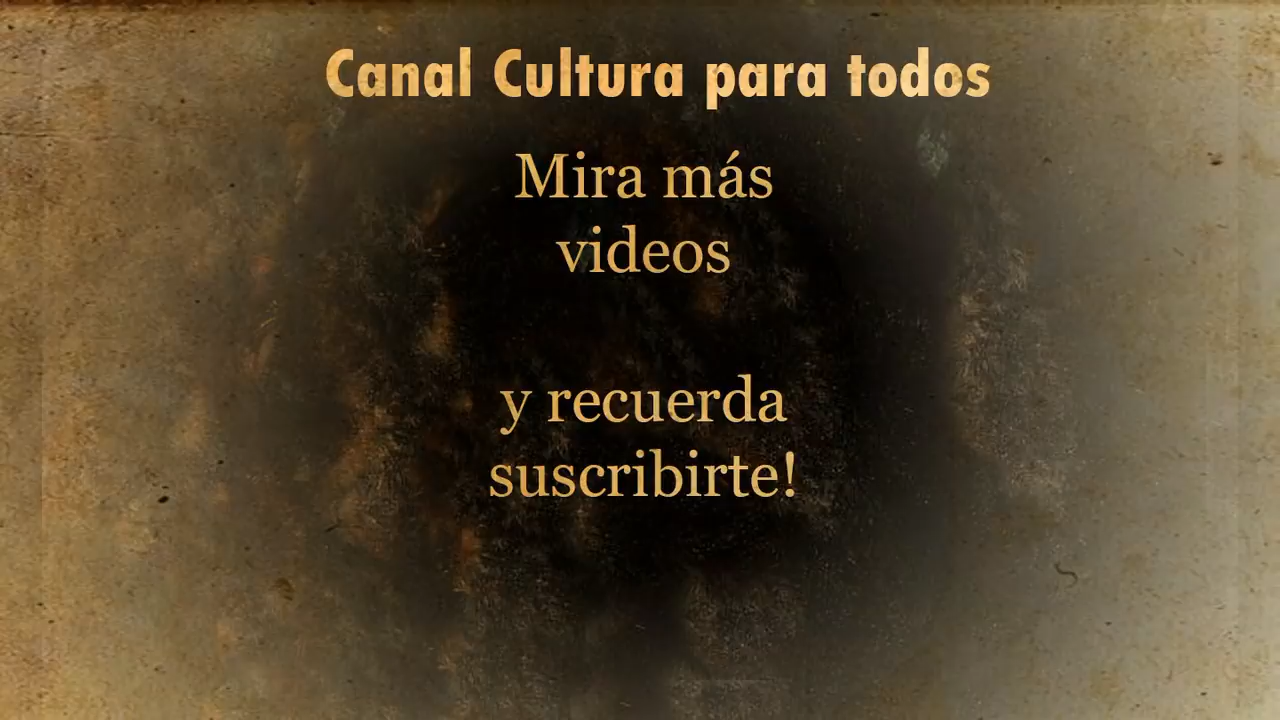 Canal Cultura para todos
Mira más
videos
y recuerda
suscribirte!